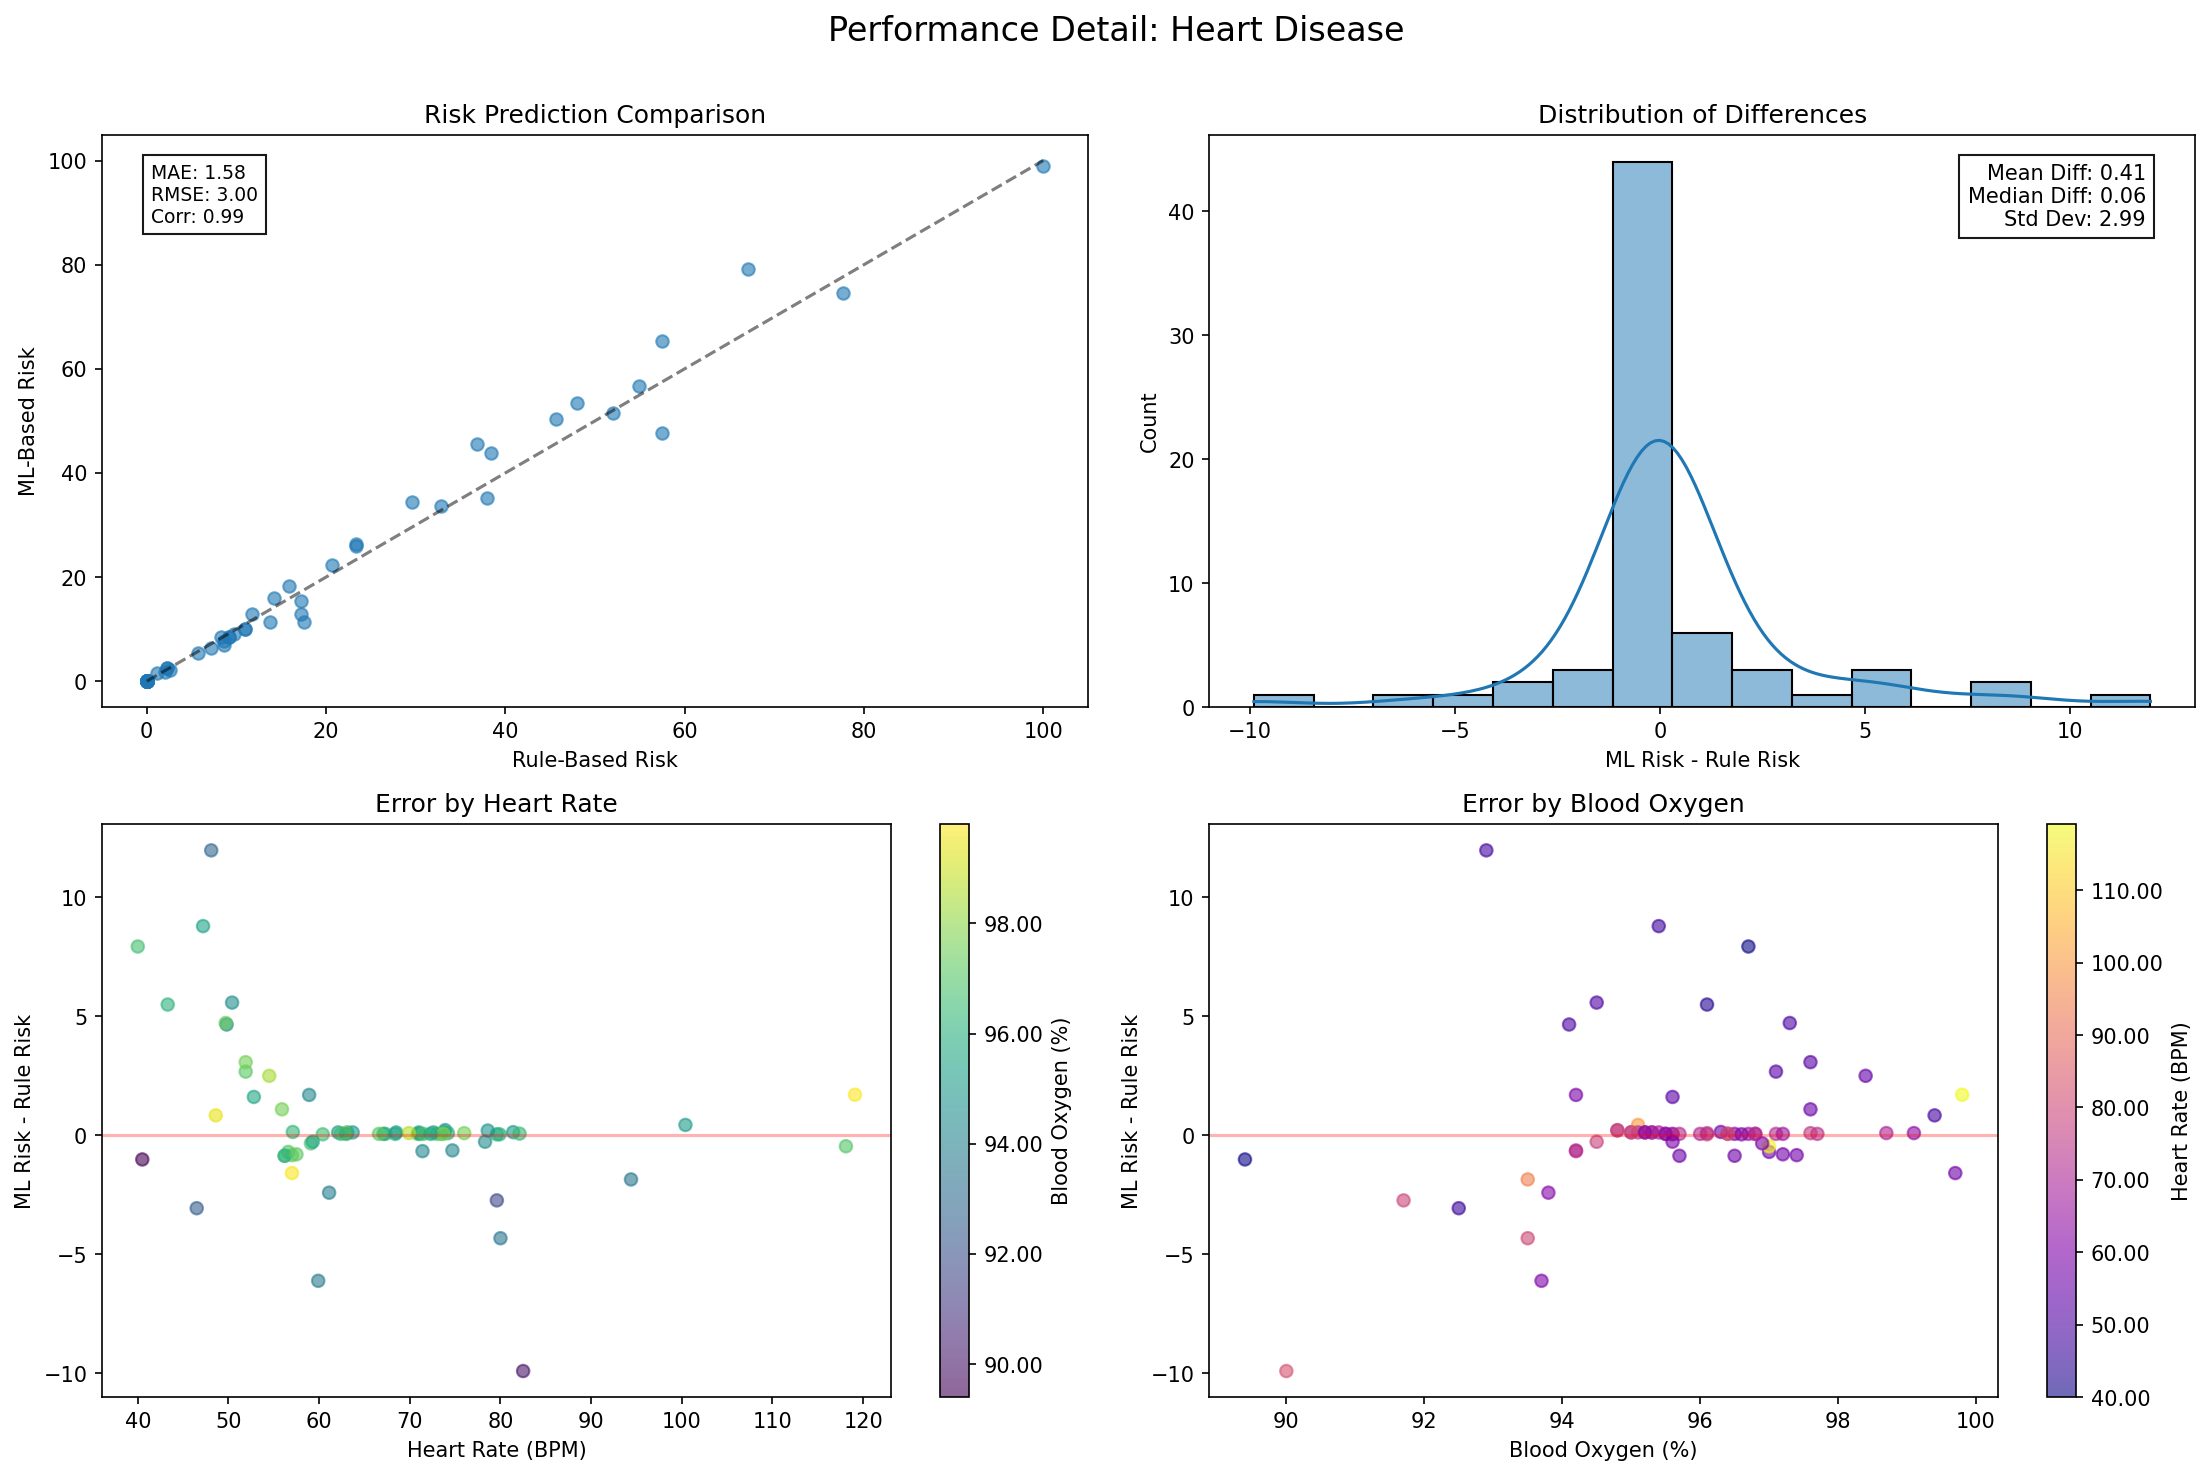 Performance Detail: Heart Disease
Risk Prediction Comparison
MAE: 1.58
RMSE: 3.00
Corr: 0.99
ML-Based Risk
100
80
60
40
20
0
0 20 40 60 80 100
Rule-Based Risk
Distribution of Differences
Mean Diff: 0.41
Median Diff: 0.06
Std Dev: 2.99
Count
40
30
20
10
0
−10 −5 0 5 10
ML Risk - Rule Risk
Error by Heart Rate
ML Risk - Rule Risk
10
5
0
−5
−10
40 50 60 70 80 90 100 110 120
Heart Rate (BPM)
98.00
96.00
94.00
92.00
90.00
Blood Oxygen (%)
Error by Blood Oxygen
ML Risk - Rule Risk
10
5
0
−5
−10
90 92 94 96 98 100
Blood Oxygen (%)
110.00
100.00
90.00
80.00
70.00
60.00
50.00
40.00
Heart Rate (BPM)